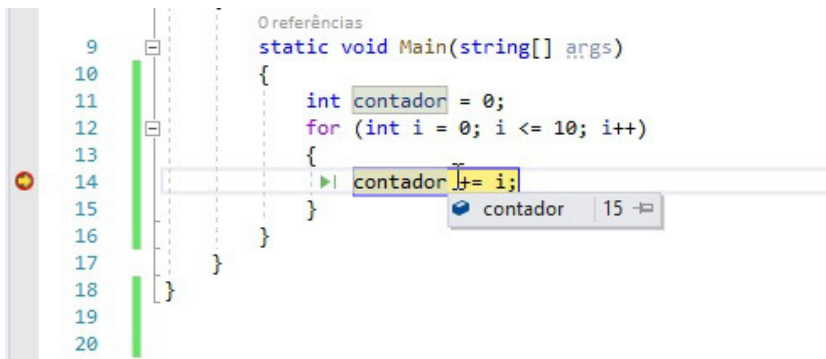 0 referências
9 static void Main(string[] args)
10 {
11 int contador = 0;
12 for (int i = 0; i <= 10; i++)
13 {
14 contador += i;
15 }
contador 15
16 }
17 }
18 }
19
20